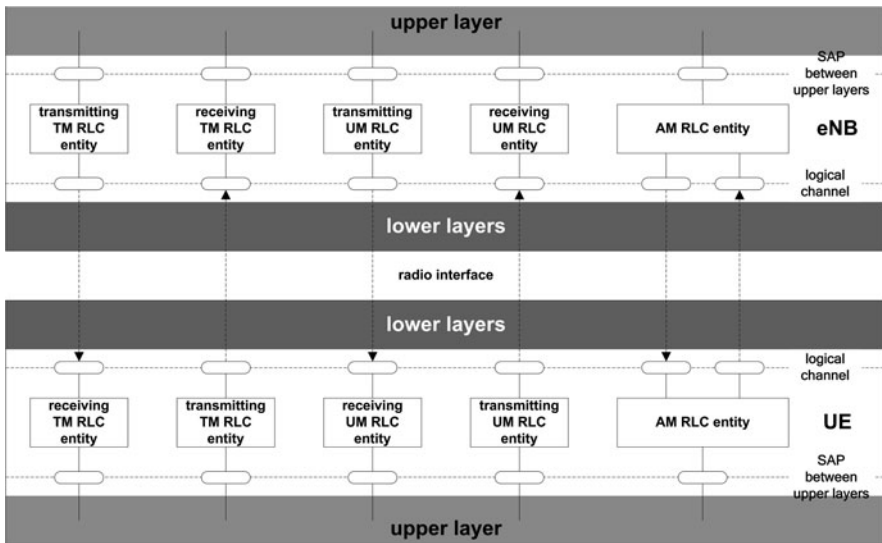 upper layer
SAP
between
upper layers
transmitting
TM RLC
entity
receiving
TM RLC
entity
transmitting
UM RLC
entity
receiving
UM RLC
entity
AM RLC entity
eNB
logical
channel
lower layers
radio interface
lower layers
logical
channel
receiving
TM RLC
entity
transmitting
TM RLC
entity
receiving
UM RLC
entity
transmitting
UM RLC
entity
AM RLC entity
UE
SAP
between
upper layers
upper layer